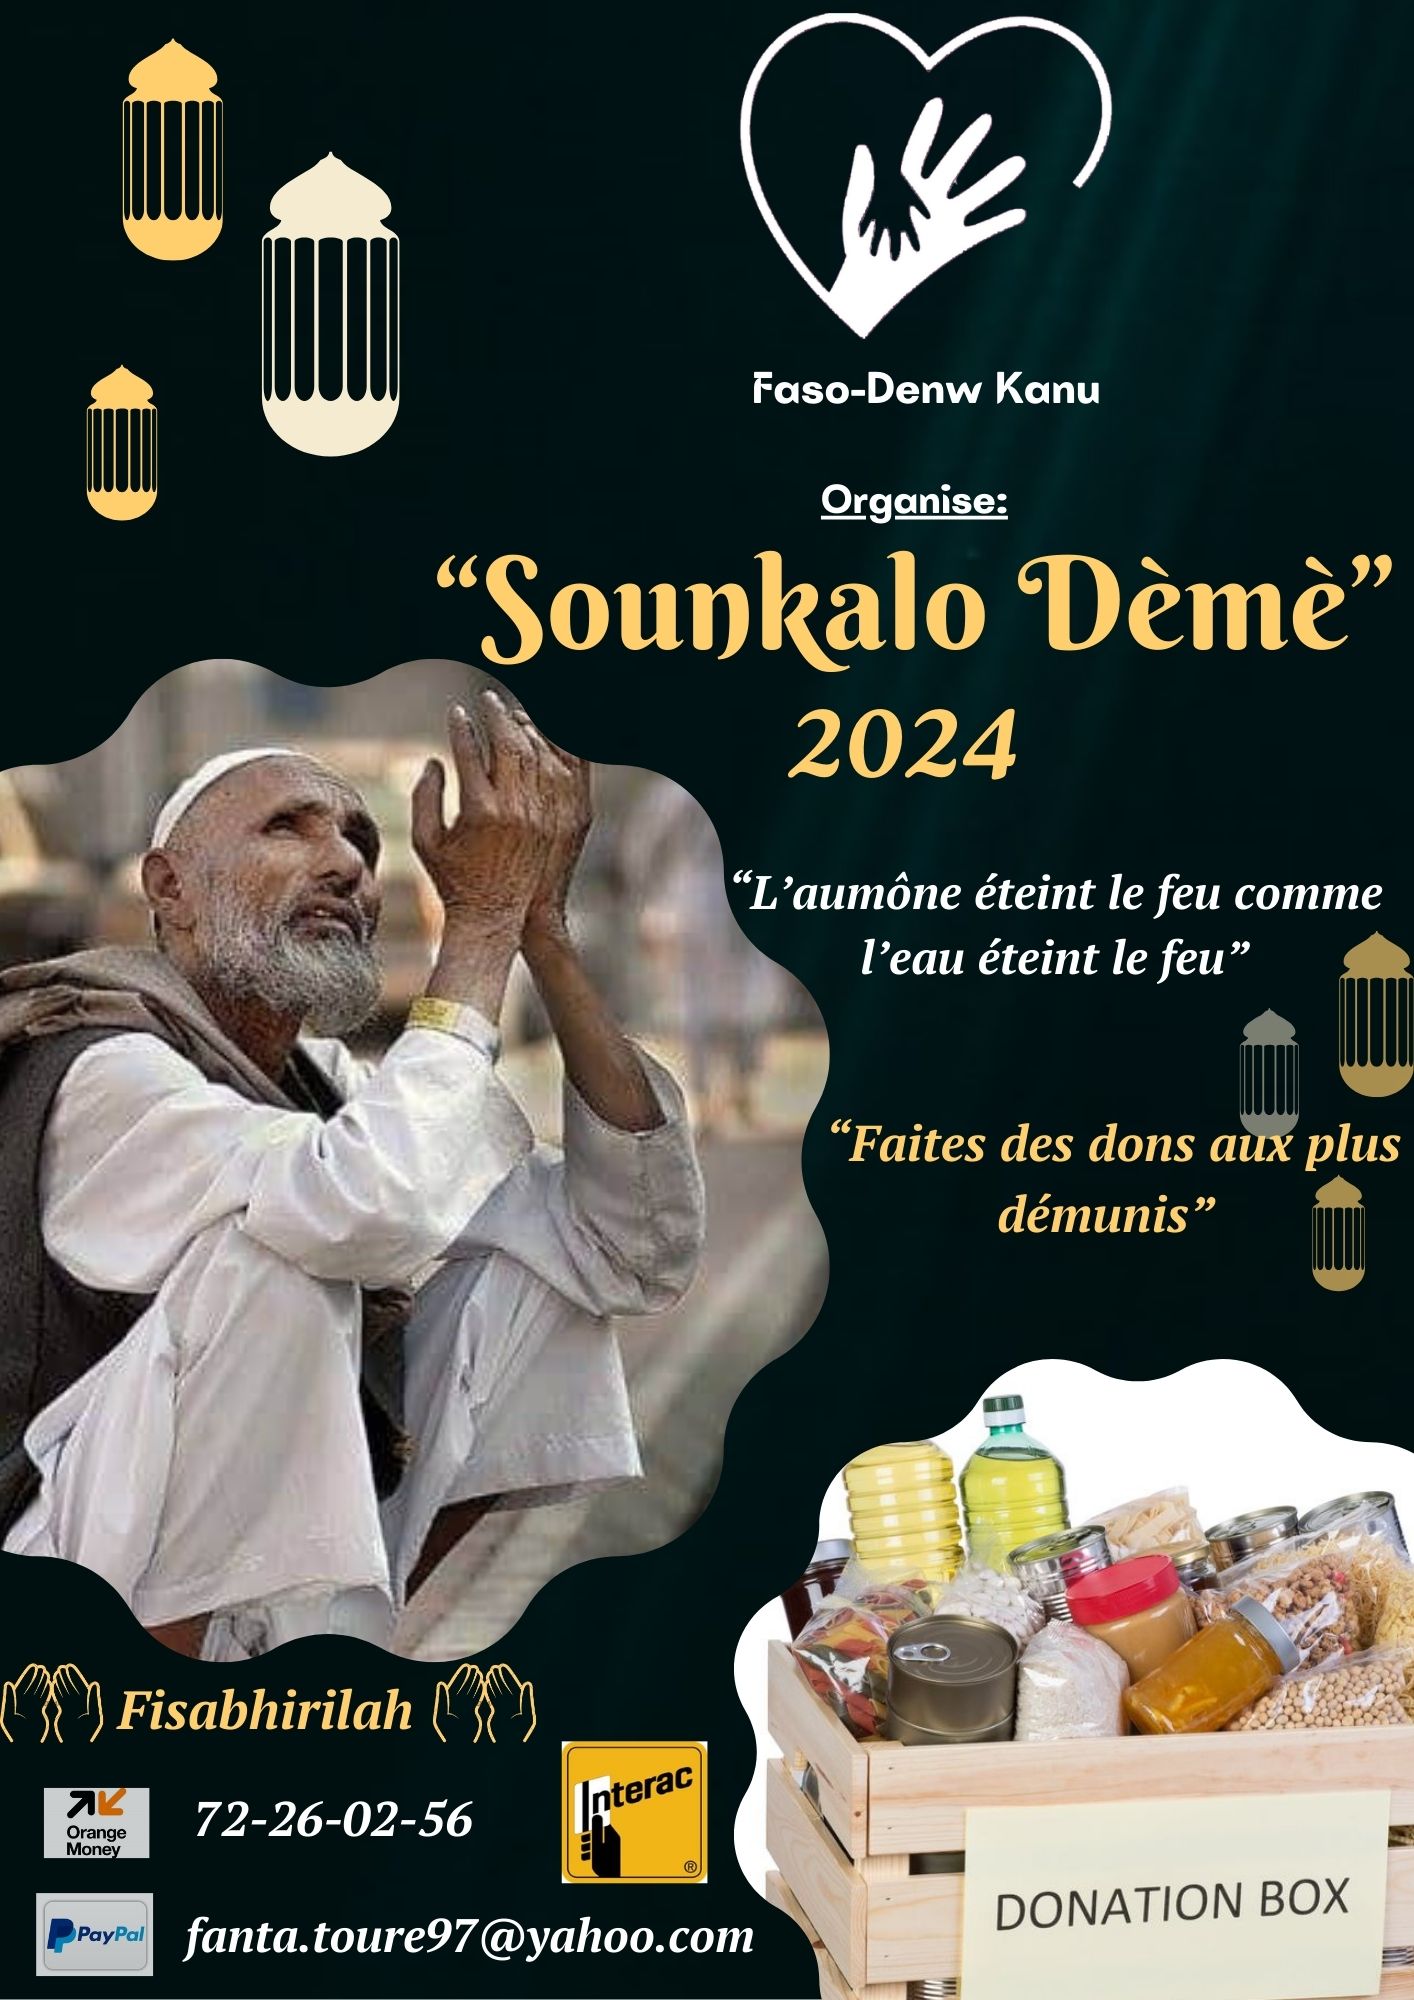 Faso-Denw Kanu
Organise:
“Sounkalo Dèmè”
2024
“L’aumône éteint le feu comme
l’eau éteint le feu”
“Faites des dons aux plus
démunis”
Fisabhirilah
Orange
Money
72-26-02-56
Interac
®
PayPal
fanta.toure97@yahoo.com
DONATION BOX